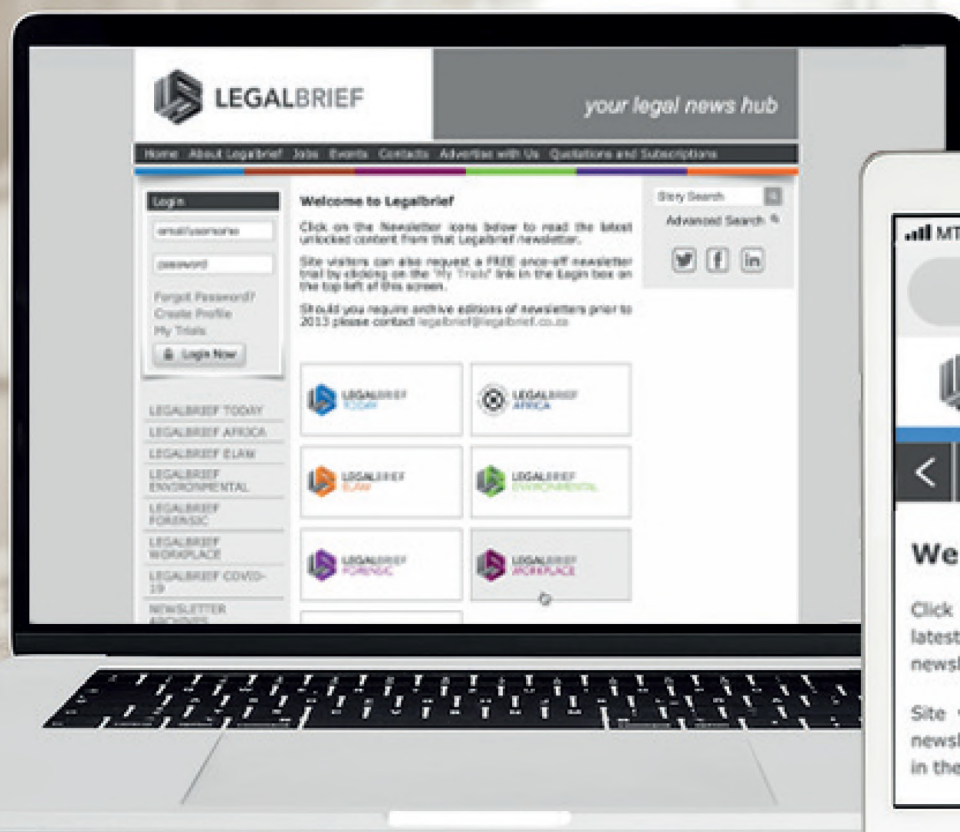 LEGALBRIEF
your legal news hub
Home About Legalbrief Jobs Events Contacts Advertise with Us Quotations and Subscriptions
Login
email/username
password
Forgot Password?
Create Profile
My Trials
Login Now
LEGALBRIEF TODAY
LEGALBRIEF AFRICA
LEGALBRIEF ELAW
LEGALBRIEF
ENVIRONMENTAL
LEGALBRIEF
FORENSIC
LEGALBRIEF
WORKPLACE
LEGALBRIEF COVID-
19
NEWSLETTER
ARCHIVES
Welcome to Legalbrief
Click on the Newsletter icons below to read the latest
unlocked content from that Legalbrief newsletter.
Site visitors can also request a FREE once-off newsletter
trial by clicking on the 'My Trials' link in the Login box on
the top left of this screen.
Should you require archive editions of newsletters prior to
2013 please contact legalbrief@legalbrief.co.za
LEGALBRIEF
TODAY
LEGALBRIEF
AFRICA
LEGALBRIEF
ELAW
LEGALBRIEF
ENVIRONMENTAL
LEGALBRIEF
FORENSIC
LEGALBRIEF
WORKPLACE
Story Search
Advanced Search
f
in
MT
We
Click
latest
newsl
Site
newsl
in the